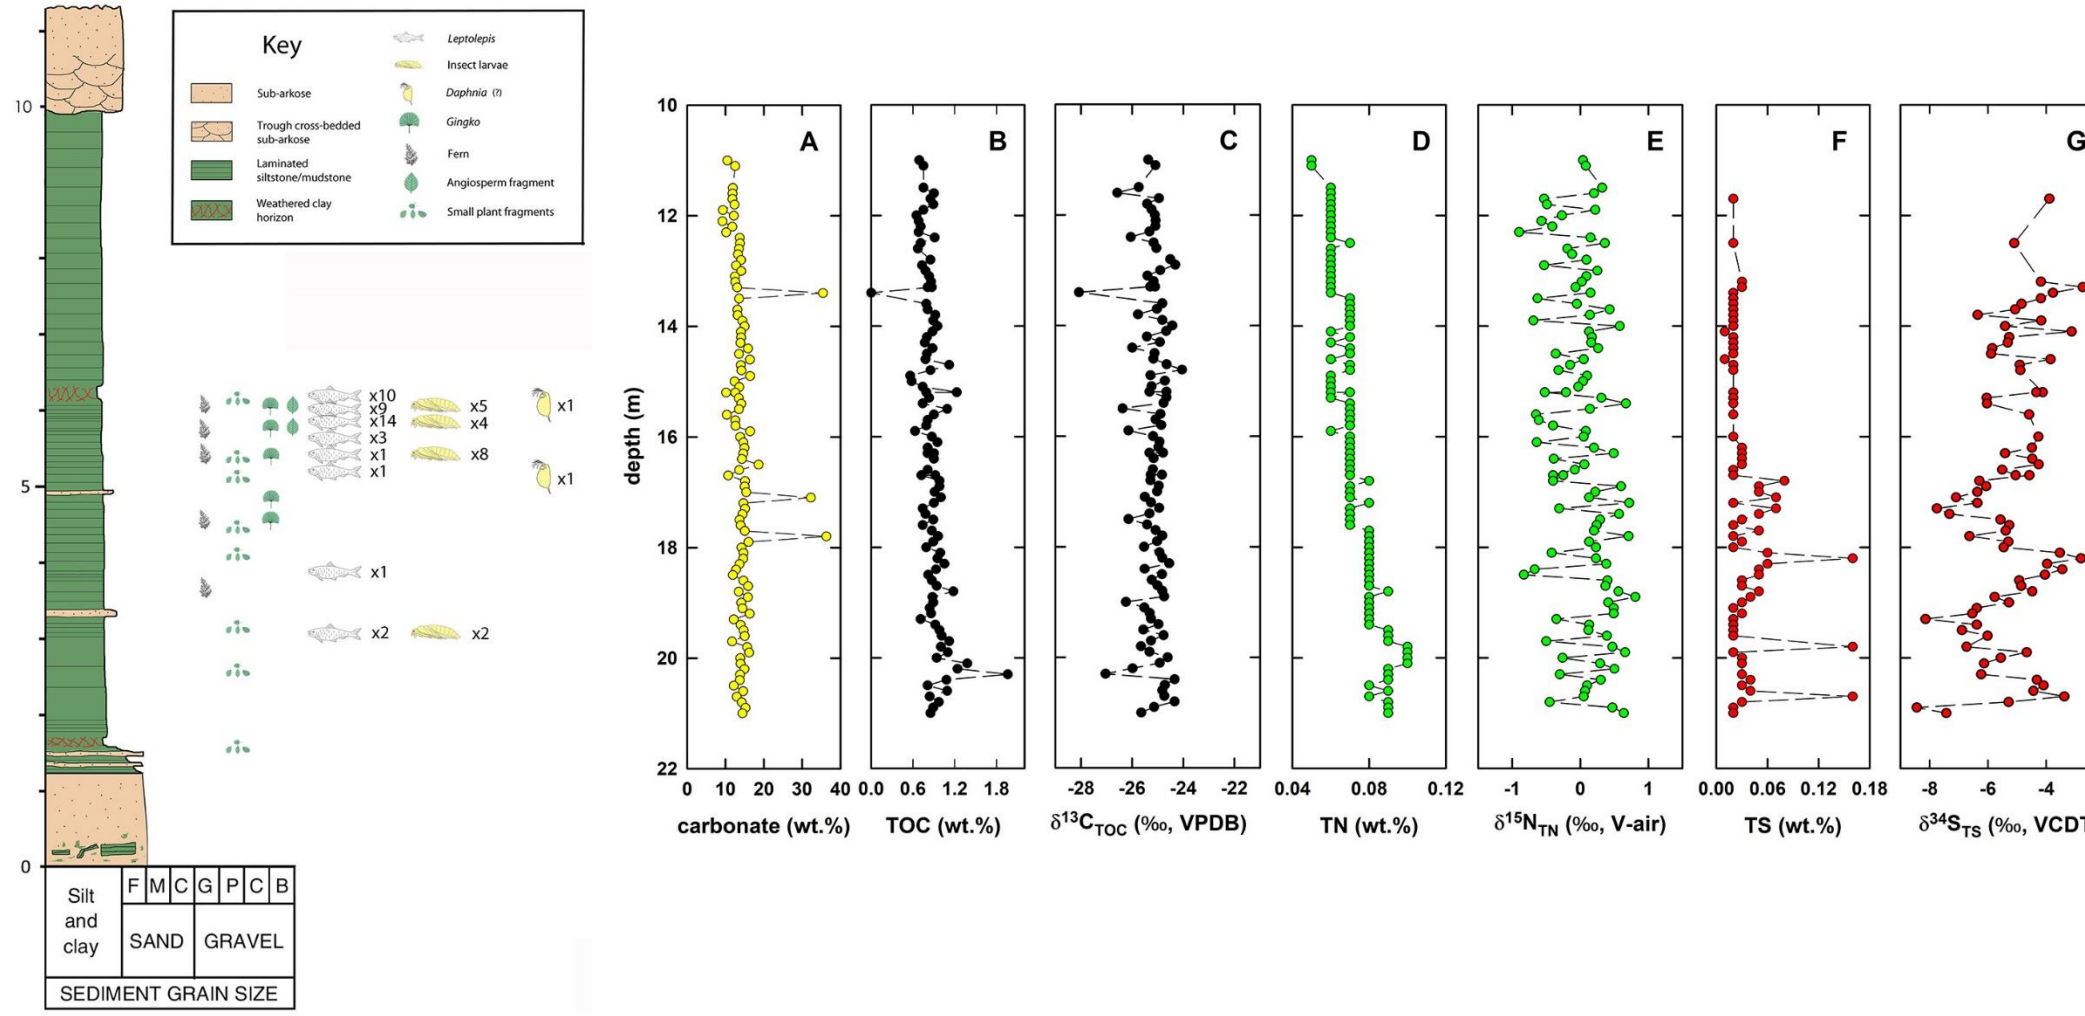 10
5
0
Key
Sub-arkose
Trough cross-bedded
sub-arkose
Laminated
siltstone/mudstone
Weathered clay
horizon
Leptolepis
Insect larvae
Daphnia (?)
Gingko
Fern
Angiosperm fragment
Small plant fragments
x10
x9
x14
x3
x1
x1
x5
x4
x8
x1
x1
x1
x2
x2
Silt
and
clay
F M C G P C B
SAND GRAVEL
SEDIMENT GRAIN SIZE
depth (m)
10
12
14
16
18
20
22
A
0 10 20 30 40
carbonate (wt.%)
B
0.0 0.6 1.2 1.8
TOC (wt.%)
C
-28 -26 -24 -22
δ¹³C_TOC (‰, VPDB)
D
0.04 0.08 0.12
TN (wt.%)
E
-1 0 1
δ¹⁵N_TN (‰, V-air)
F
0.00 0.06 0.12 0.18
TS (wt.%)
G
-8 -6 -4
δ³⁴S_TS (‰, VCDT